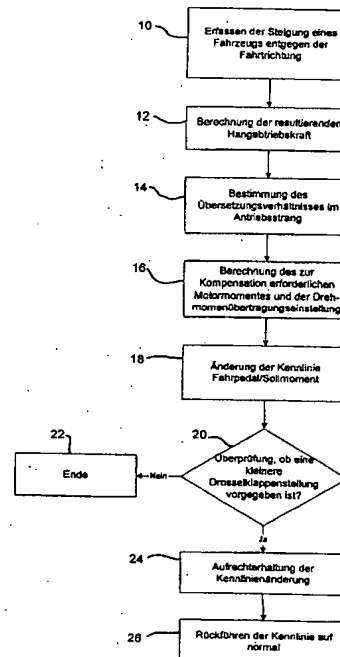 10
Erfassen der Steigung eines
Fahrzeugs entgegen der
Fahrtrichtung
12
Berechnung der resultierenden
Hangabtriebskraft
14
Bestimmung des
Übersetzungsverhältnisses im
Antriebsstrang
16
Berechnung des zur
Kompensation erforderlichen
Motormomentes und der Dreh-
momenübertragungseinstellung
18
Änderung der Kennlinie
Fahrpedal/Sollmoment
20
Überprüfung, ob eine
kleinere
Drosselklappenstellung
vorgegeben ist?
22
Ende
Nein
Ja
24
Aufrechterhaltung der
Kennlinienänderung
26
Rückführen der Kennlinie auf
normal